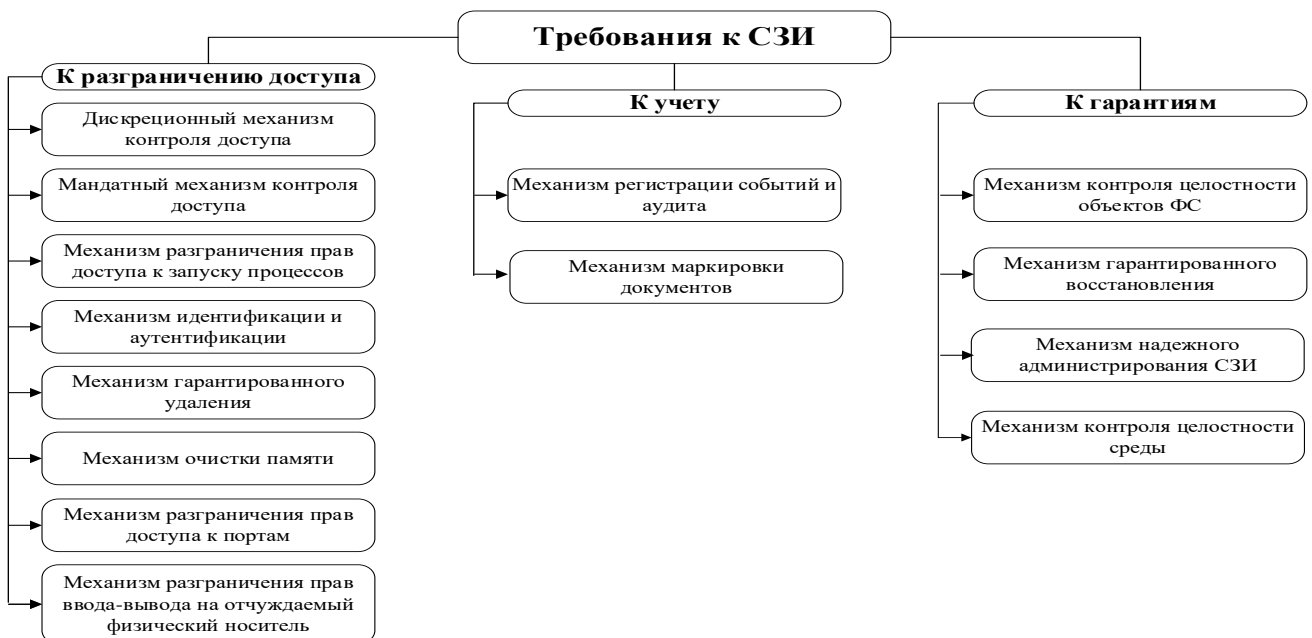 Требования к СЗИ
К разграничению доступа
Дискреционный механизм
контроля доступа
Мандатный механизм контроля
доступа
Механизм разграничения прав
доступа к запуску процессов
Механизм идентификации и
аутентификации
Механизм гарантированного
удаления
Механизм очистки памяти
Механизм разграничения прав
доступа к портам
Механизм разграничения прав
ввода-вывода на отчуждаемый
физический носитель
К учету
Механизм регистрации событий и
аудита
Механизм маркировки
документов
К гарантиям
Механизм контроля целостности
объектов ФС
Механизм гарантированного
восстановления
Механизм надежного
администрирования СЗИ
Механизм контроля целостности
среды